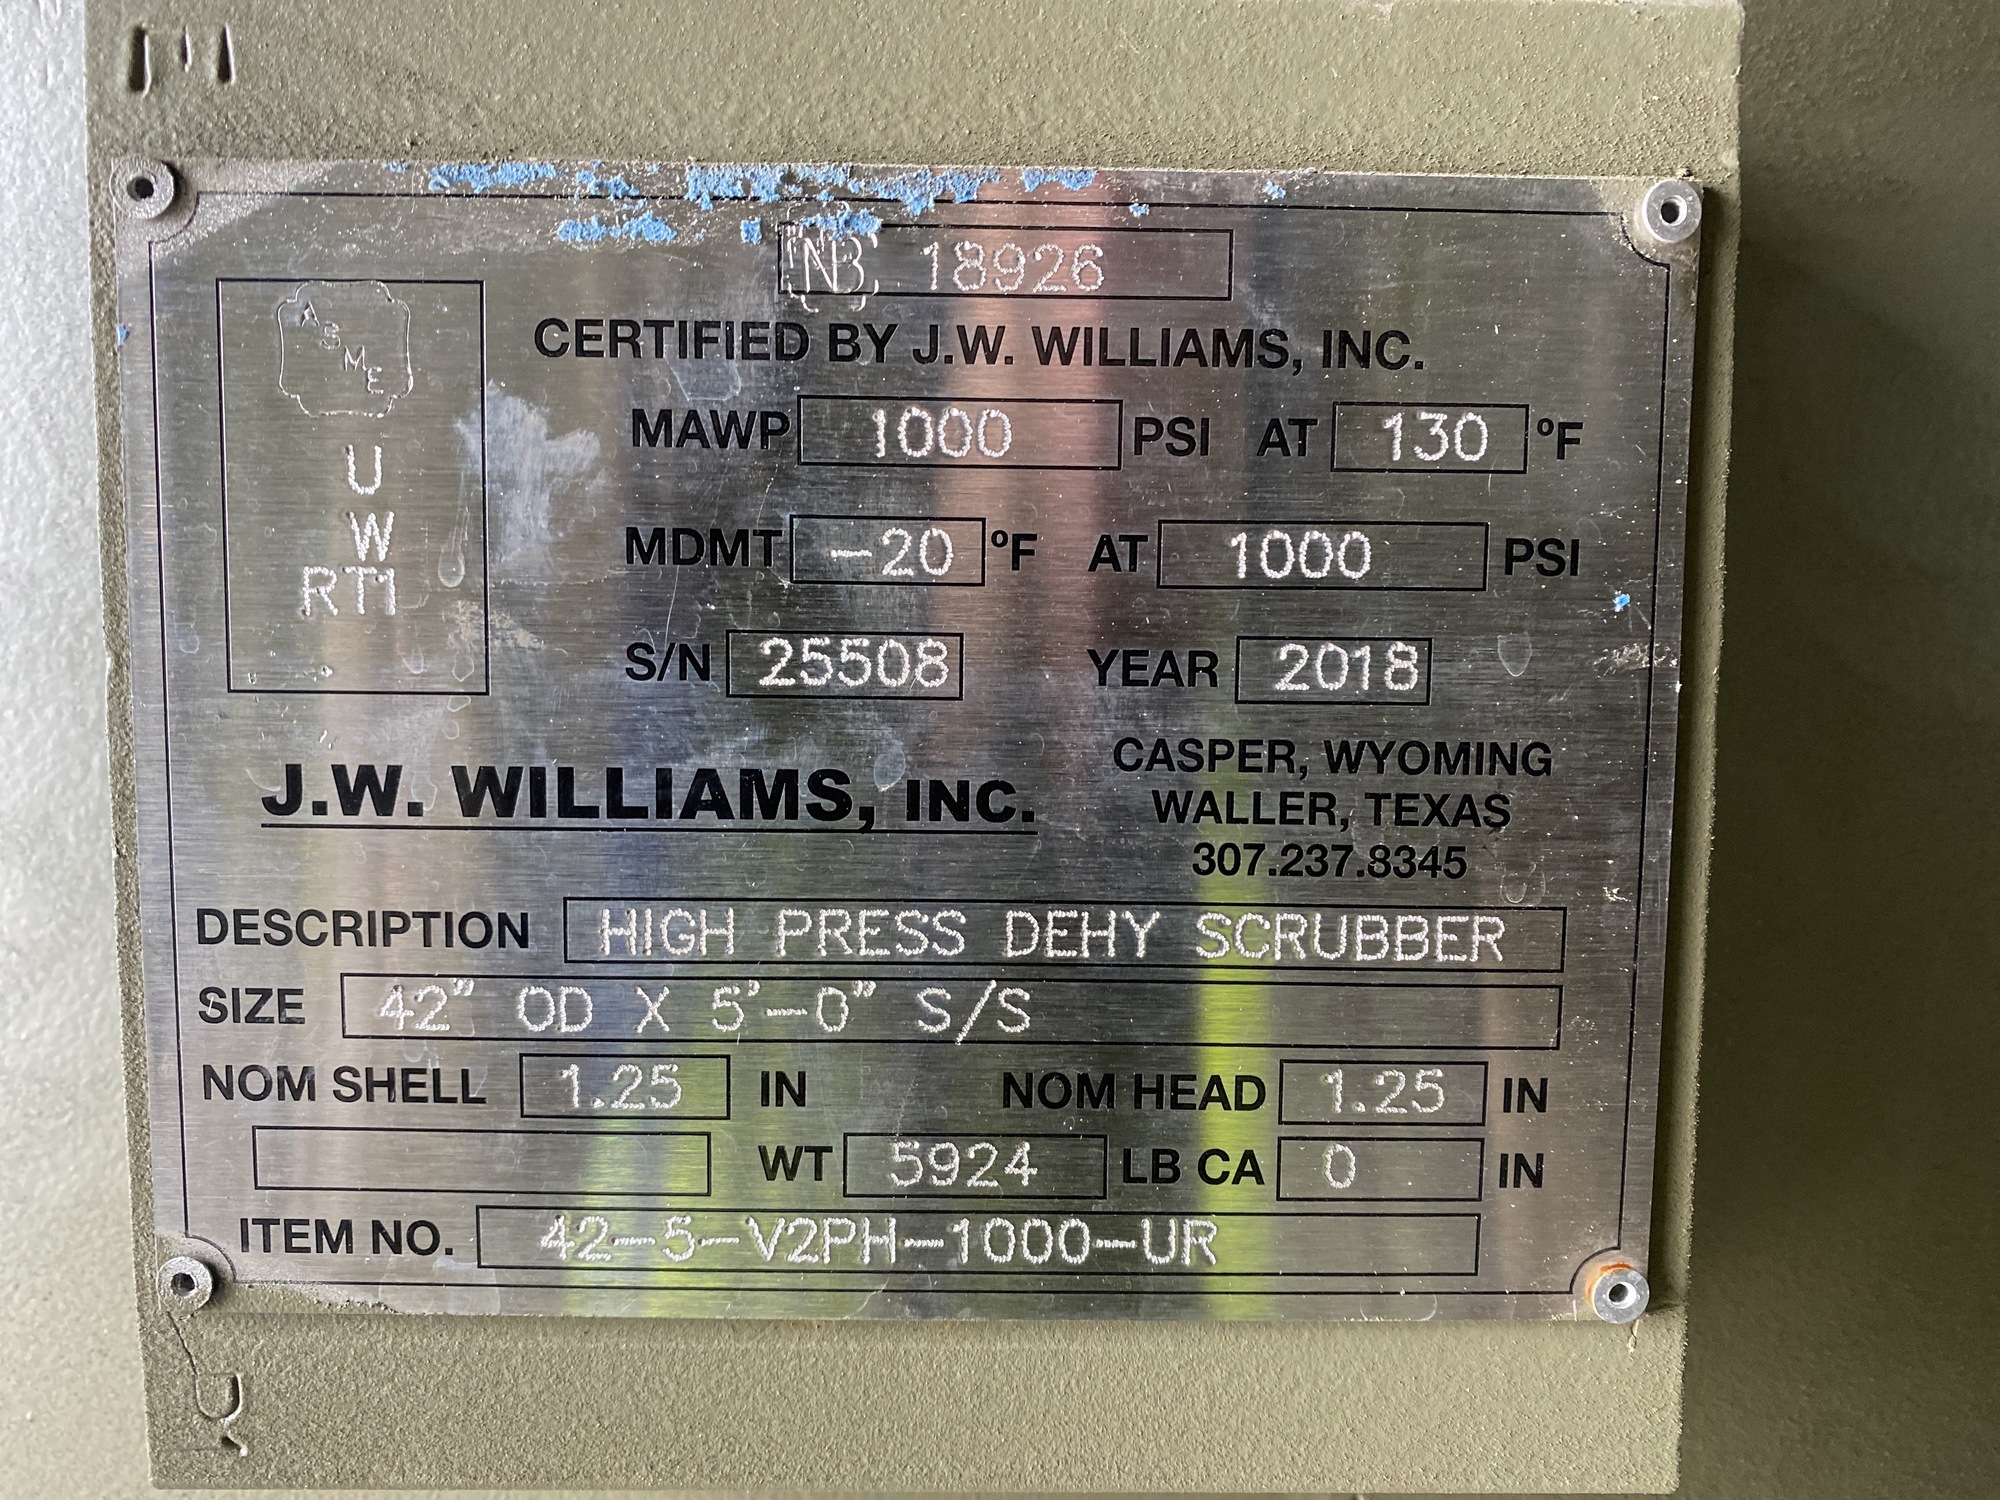 NB 18926
ASME
CERTIFIED BY J.W. WILLIAMS, INC.
MAWP 1000 PSI AT 130 °F
U
W
RT1
MDMT -20 °F AT 1000 PSI
S/N 25508 YEAR 2018
J.W. WILLIAMS, INC.
CASPER, WYOMING
WALLER, TEXAS
307.237.8345
DESCRIPTION HIGH PRESS DEHY SCRUBBER
SIZE 42" OD X 5'-0" S/S
NOM SHELL 1.25 IN NOM HEAD 1.25 IN
WT 5924 LB CA 0 IN
ITEM NO. 42-5-V2PH-1000-UR